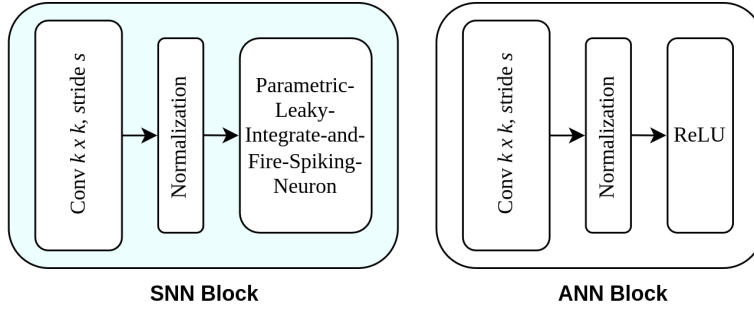 Conv k x k, stride s
Normalization
Parametric-
Leaky-
Integrate-and-
Fire-Spiking-
Neuron
SNN Block
Conv k x k, stride s
Normalization
ReLU
ANN Block